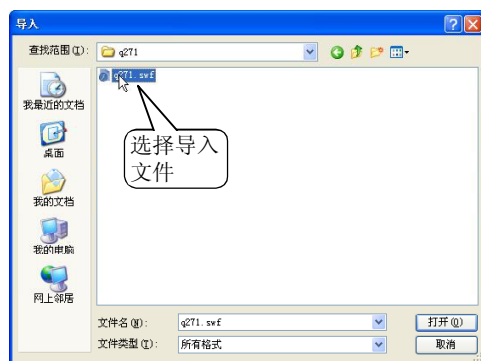 导入
查找范围(I):
q271
q271.swf
选择导入
文件
我最近的文档
桌面
我的文档
我的电脑
网上邻居
文件名(N):
q271.swf
打开(O)
文件类型(T):
所有格式
取消